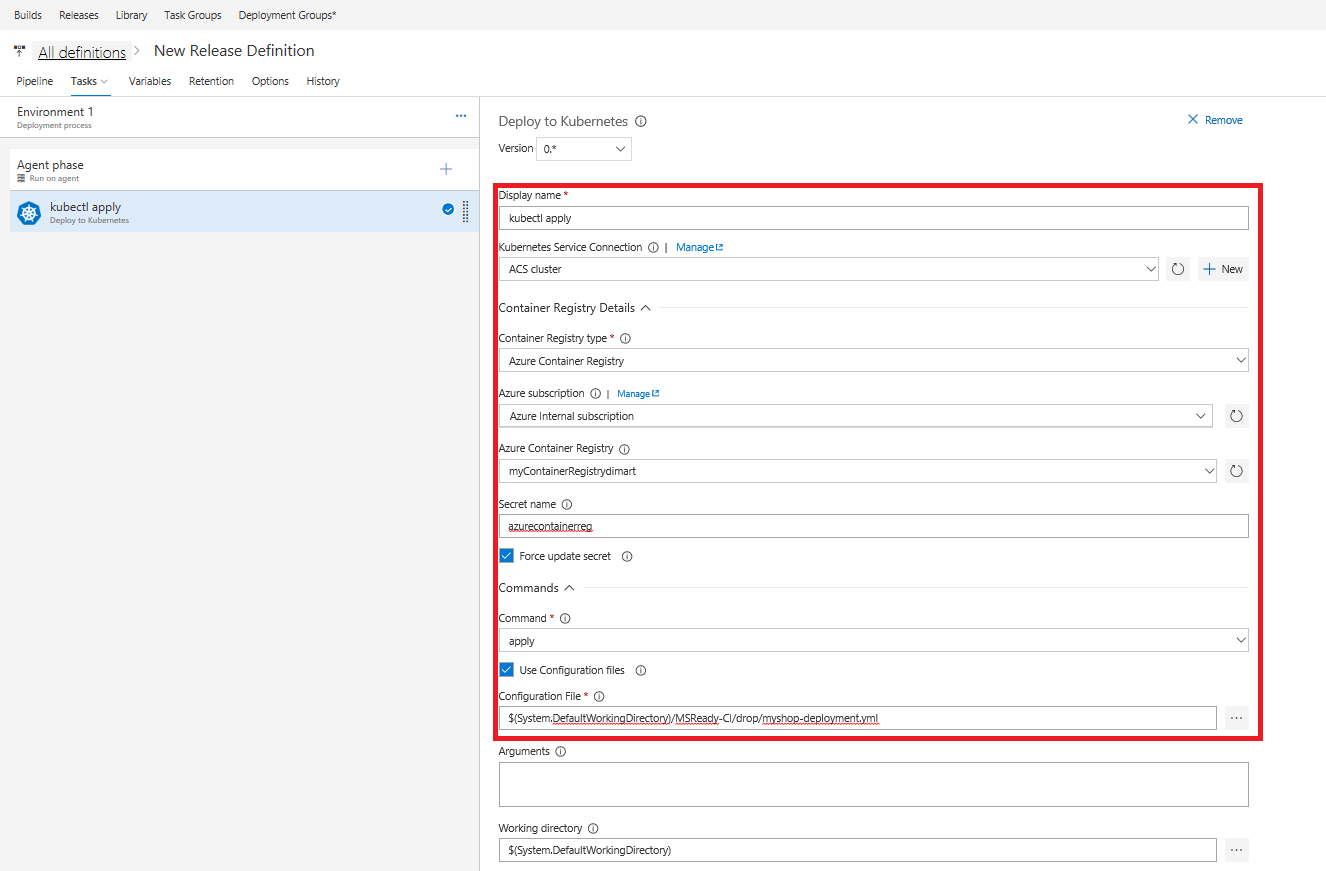 Builds Releases Library Task Groups Deployment Groups*
All definitions > New Release Definition
Pipeline Tasks Variables Retention Options History
Environment 1
Deployment process
...
Agent phase
Run on agent
kubectl apply
Deploy to Kubernetes
Deploy to Kubernetes
Remove
Version 0.*
Display name *
kubectl apply
Kubernetes Service Connection | Manage
ACS cluster
New
Container Registry Details
Container Registry type *
Azure Container Registry
Azure subscription | Manage
Azure Internal subscription
Azure Container Registry
myContainerRegistrydimart
Secret name
azurecontainerreg
Force update secret
Commands
Command *
apply
Use Configuration files
Configuration File *
$(System.DefaultWorkingDirectory)/MSReady-CI/drop/myshop-deployment.yml
...
Arguments
Working directory
$(System.DefaultWorkingDirectory)
...